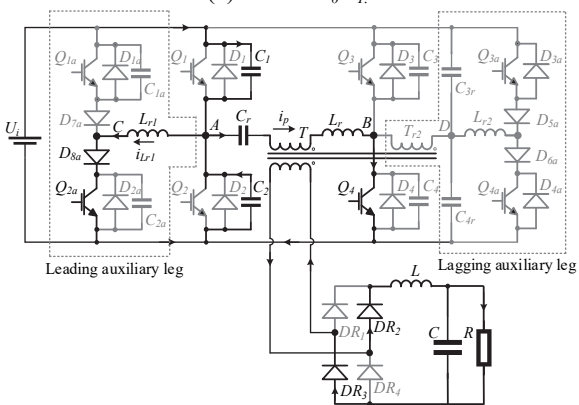 Q1a D1a C1a Q1 D1 C1 Q3 D3 C3 C3r Q3a D3a
D7a C Lr1 A Cr ip T Lr B Tr2 D Lr2 D5a
Ui iLr1
D8a D6a
Q2a D2a C2a Q2 D2 C2 Q4 D4 C4 C4r Q4a D4a
Leading auxiliary leg
Lagging auxiliary leg
L
DR1 DR2 C R
DR3 DR4